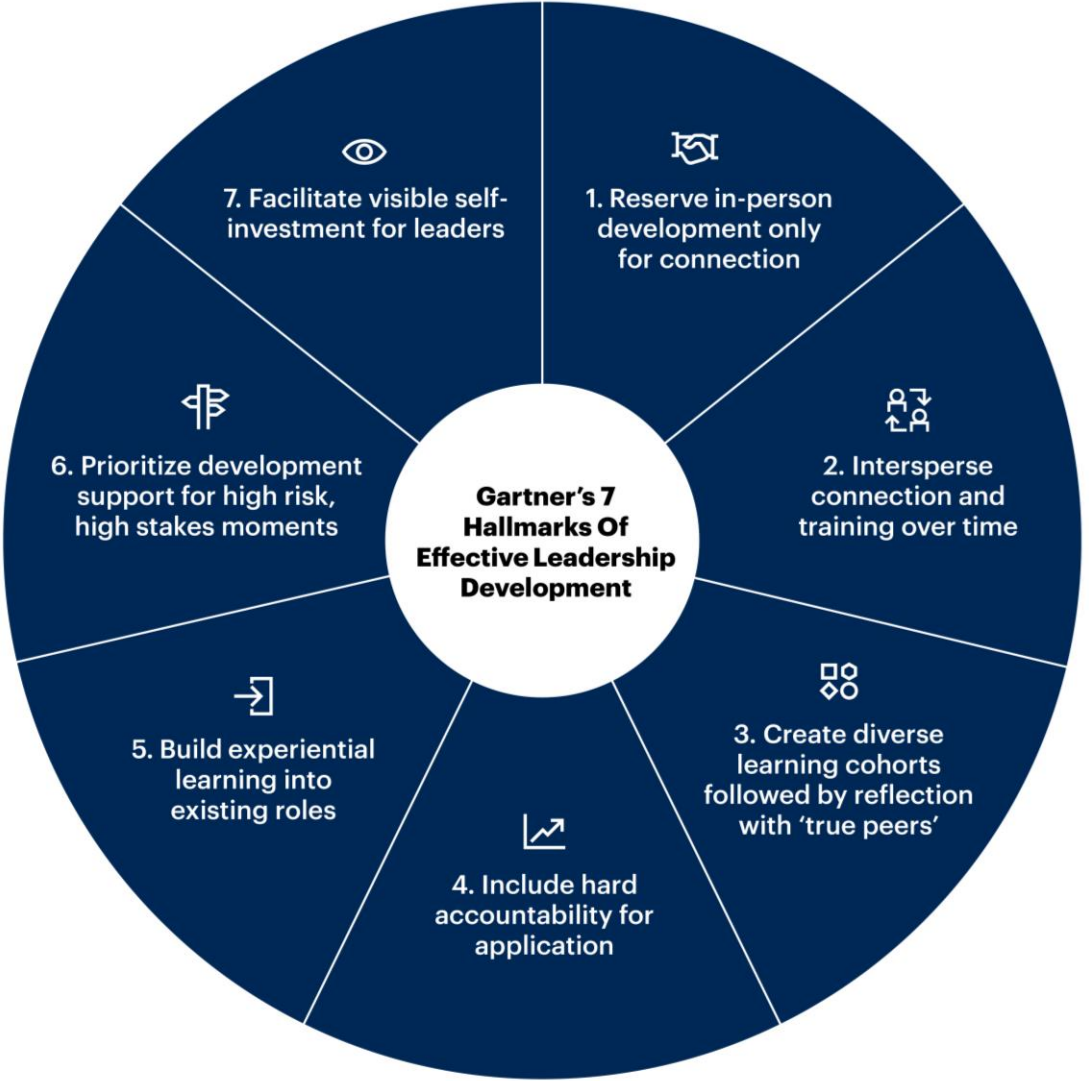 Gartner's 7
Hallmarks Of
Effective Leadership
Development
1. Reserve in-person
development only
for connection
2. Intersperse
connection and
training over time
3. Create diverse
learning cohorts
followed by reflection
with ‘true peers’
4. Include hard
accountability for
application
5. Build experiential
learning into
existing roles
6. Prioritize development
support for high risk,
high stakes moments
7. Facilitate visible self-
investment for leaders